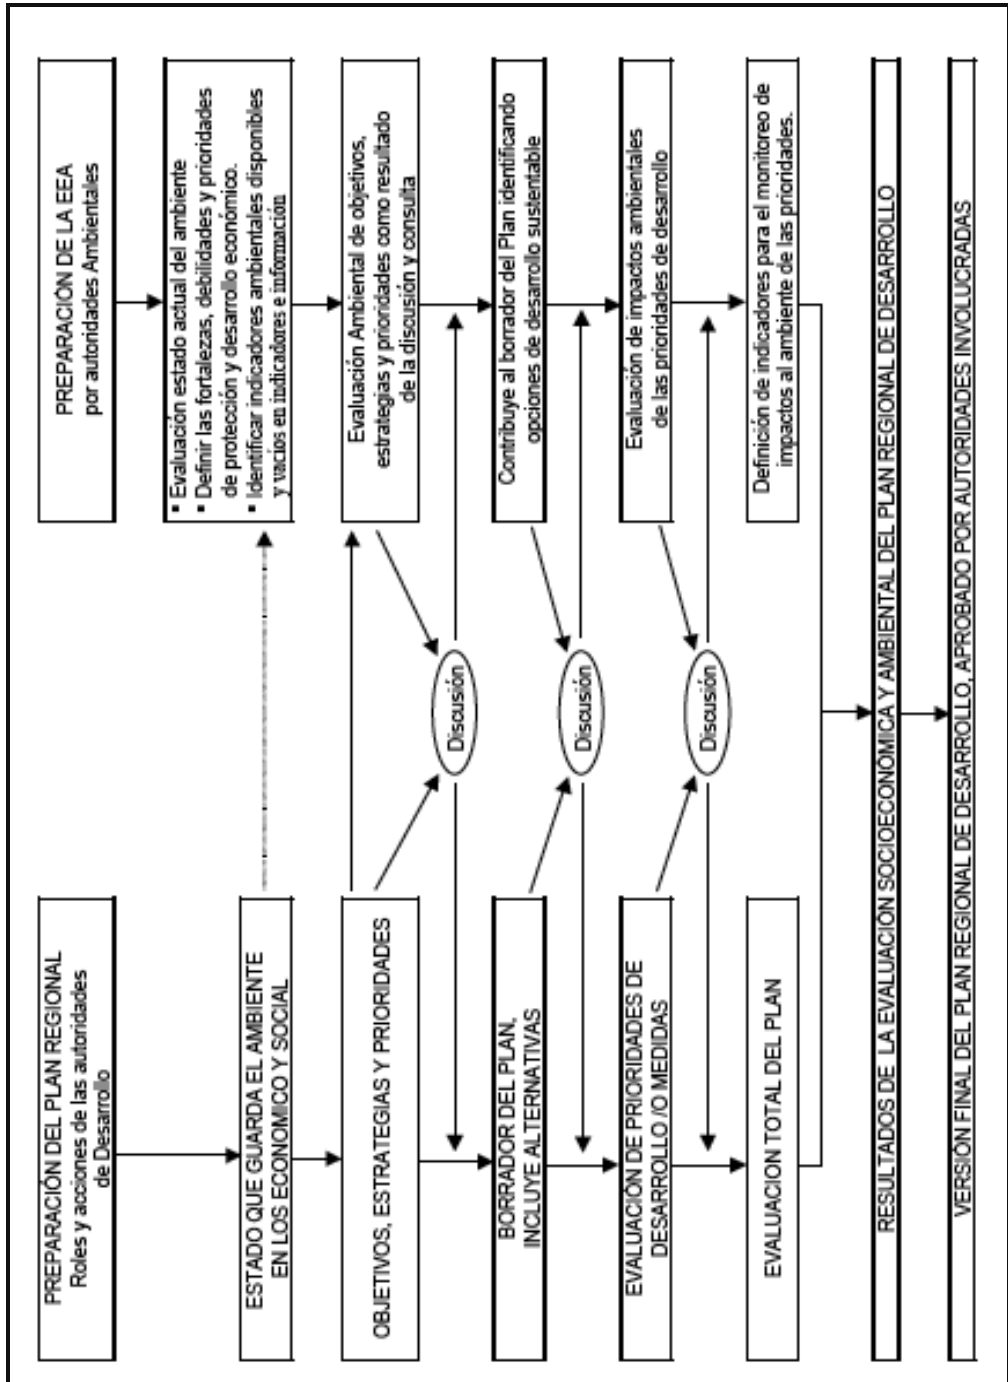 PREPARACIÓN DEL PLAN REGIONAL
Roles y acciones de las autoridades
de Desarrollo
PREPARACIÓN DE LA EEA
por autoridades Ambientales
ESTADO QUE GUARDA EL AMBIENTE
EN LOS ECONOMICO Y SOCIAL
▪ Evaluación estado actual del ambiente
▪ Definir las fortalezas, debilidades y prioridades
de protección y desarrollo económico.
▪ Identificar indicadores ambientales disponibles
y vacíos en indicadores e información
OBJETIVOS, ESTRATEGIAS Y PRIORIDADES
Evaluación Ambiental de objetivos,
estrategias y prioridades como resultado
de la discusión y consulta
Discusión
BORRADOR DEL PLAN,
INCLUYE ALTERNATIVAS
Contribuye al borrador del Plan identificando
opciones de desarrollo sustentable
Discusión
EVALUACIÓN DE PRIORIDADES DE
DESARROLLO /O MEDIDAS
Evaluación de impactos ambientales
de las prioridades de desarrollo
Discusión
EVALUACION TOTAL DEL PLAN
Definición de indicadores para el monitoreo de
impactos al ambiente de las prioridades.
RESULTADOS DE LA EVALUACIÓN SOCIOECONÓMICA Y AMBIENTAL DEL PLAN REGIONAL DE DESARROLLO
VERSIÓN FINAL DEL PLAN REGIONAL DE DESARROLLO, APROBADO POR AUTORIDADES INVOLUCRADAS